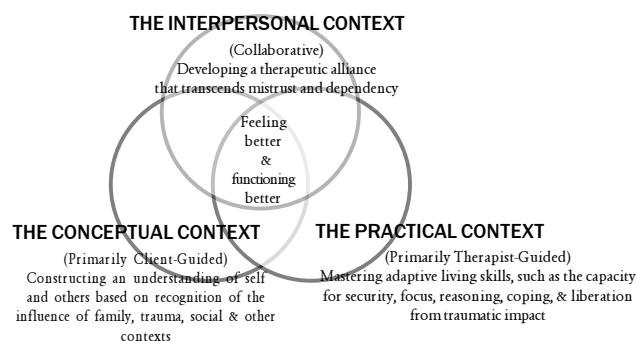 THE INTERPERSONAL CONTEXT
(Collaborative)
Developing a therapeutic alliance
that transcends mistrust and dependency
Feeling
better
&
functioning
better
THE CONCEPTUAL CONTEXT
(Primarily Client-Guided)
Constructing an understanding of self
and others based on recognition of the
influence of family, trauma, social & other
contexts
THE PRACTICAL CONTEXT
(Primarily Therapist-Guided)
Mastering adaptive living skills, such as the capacity
for security, focus, reasoning, coping, & liberation
from traumatic impact